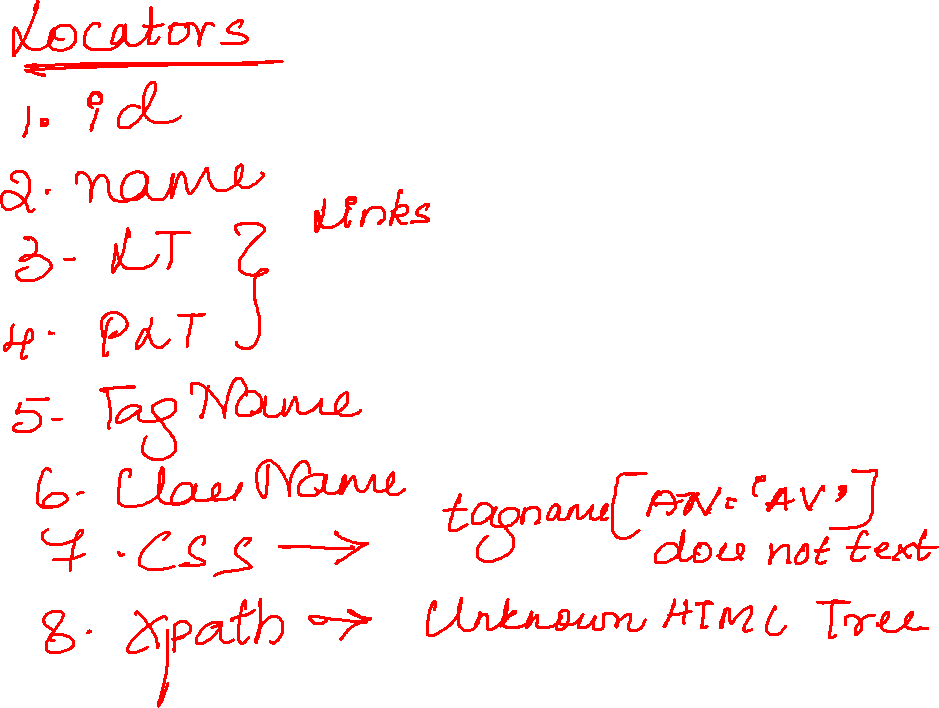 Locators
1. id
2. name
3- LT
Links
4. PLT
5- TagName
6- ClassName
7. CSS → tagname[AN='AV']
does not text
8. xpath → Unknown HTML Tree